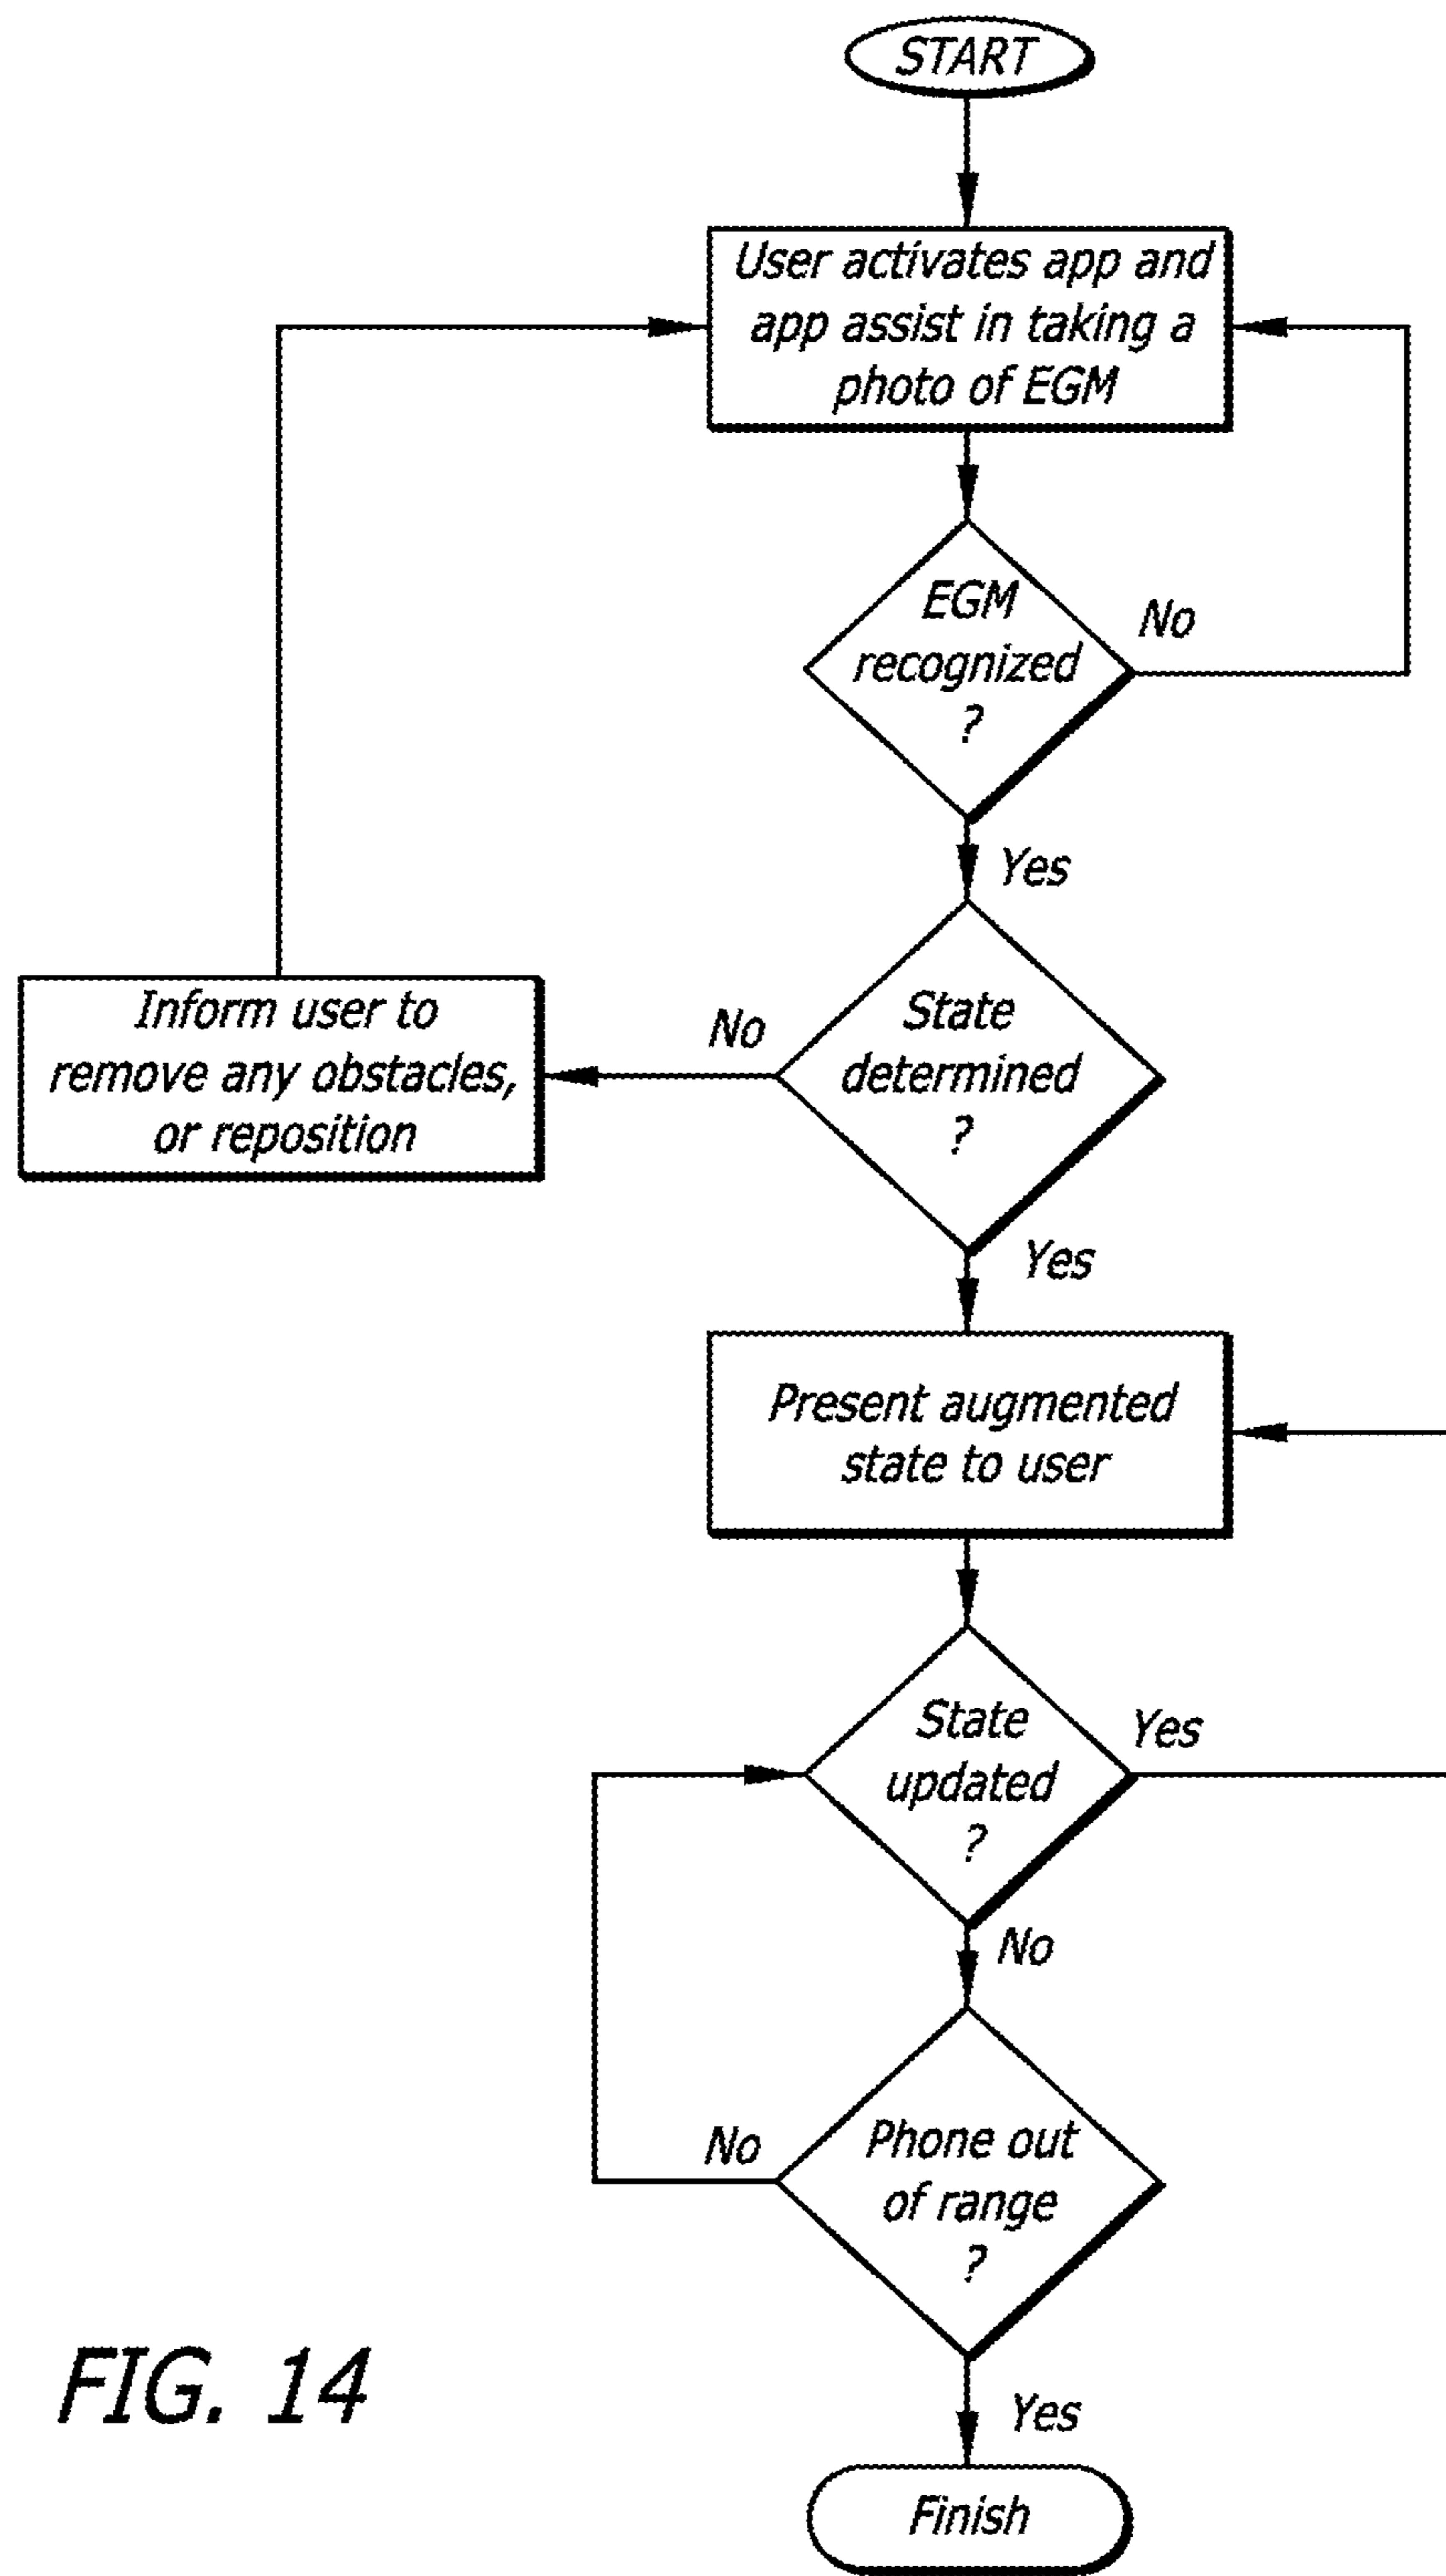 START
User activates app and
app assist in taking a
photo of EGM
EGM
recognized
?
No
Yes
State
determined
?
No
Inform user to
remove any obstacles,
or reposition
Yes
Present augmented
state to user
State
updated
?
Yes
No
Phone out
of range
?
No
Yes
Finish
FIG. 14